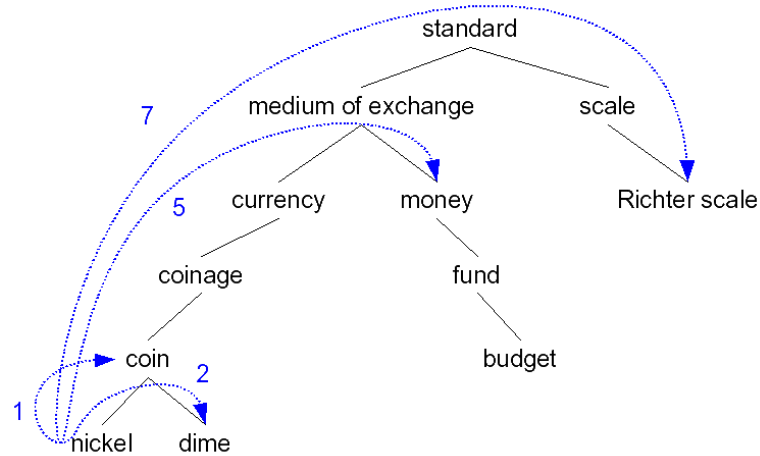 standard
7
medium of exchange
scale
5
currency
money
Richter scale
coinage
fund
1
coin
2
budget
nickel
dime